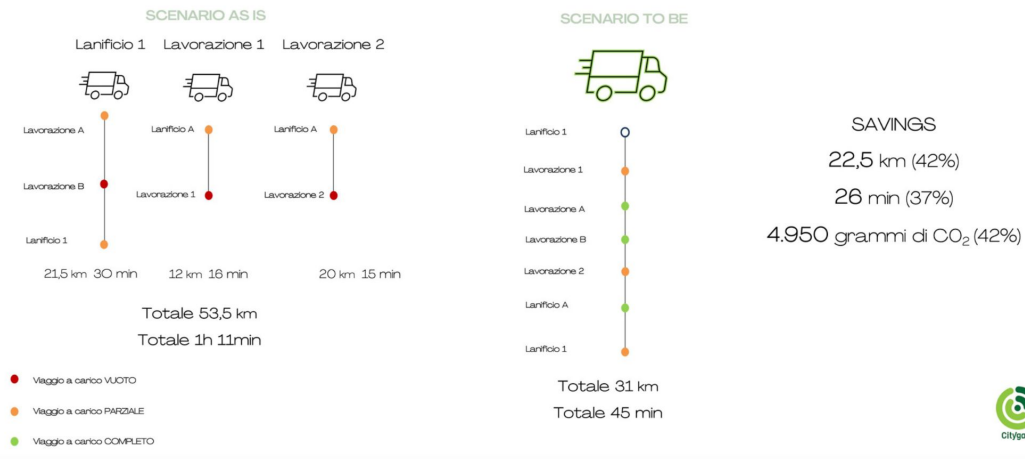 SCENARIO AS IS
Lanificio 1 Lavorazione 1 Lavorazione 2
Lavorazione A
Lavorazione B
Lanificio 1
21,5 km 30 min
Lanificio A
Lavorazione 1
12 km 16 min
Lanificio A
Lavorazione 2
20 km 15 min
Totale 53,5 km
Totale 1h 11min
Viaggio a carico VUOTO
Viaggio a carico PARZIALE
Viaggio a carico COMPLETO
SCENARIO TO BE
Lanificio 1
Lavorazione 1
Lavorazione A
Lavorazione B
Lavorazione 2
Lanificio A
Lanificio 1
Totale 31 km
Totale 45 min
SAVINGS
22,5 km (42%)
26 min (37%)
4.950 grammi di CO₂ (42%)